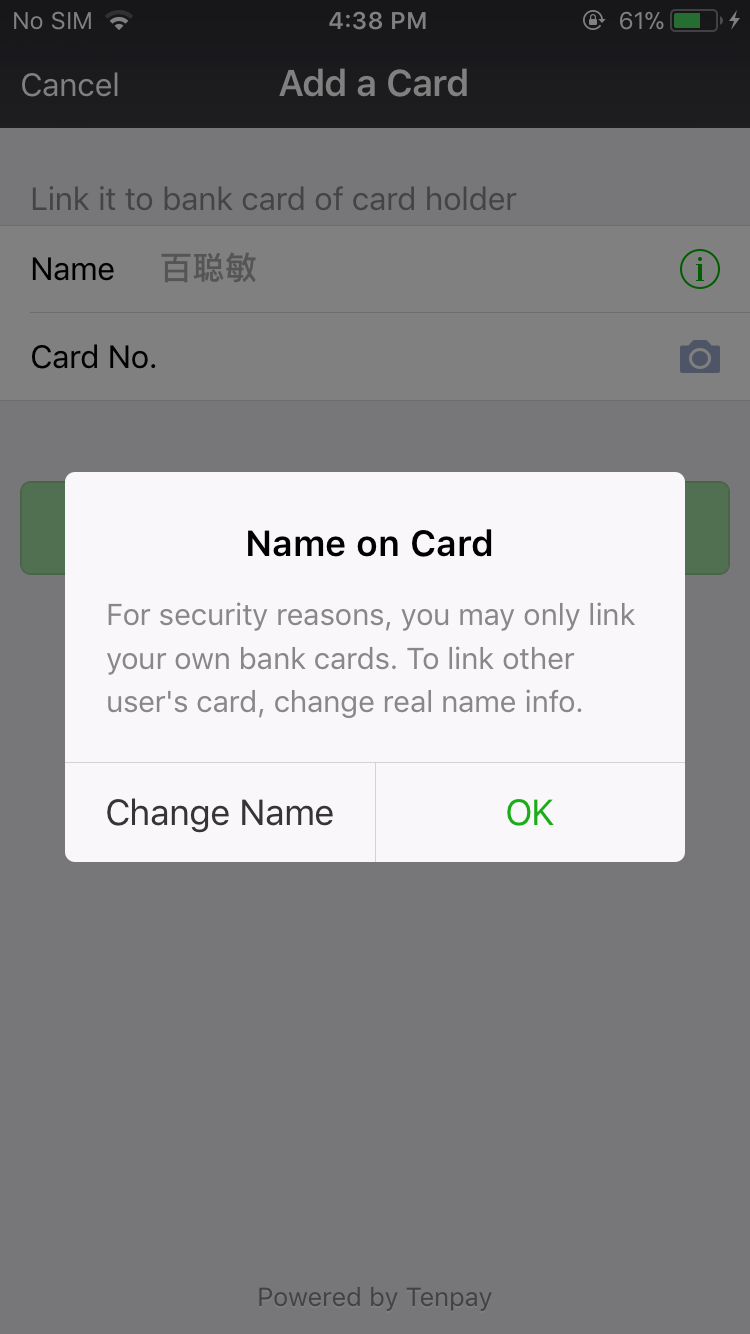 No SIM 4:38 PM 61%
Cancel Add a Card
Link it to bank card of card holder
Name 百聪敏
Card No.
Name on Card
For security reasons, you may only link
your own bank cards. To link other
user's card, change real name info.
Change Name OK
Powered by Tenpay